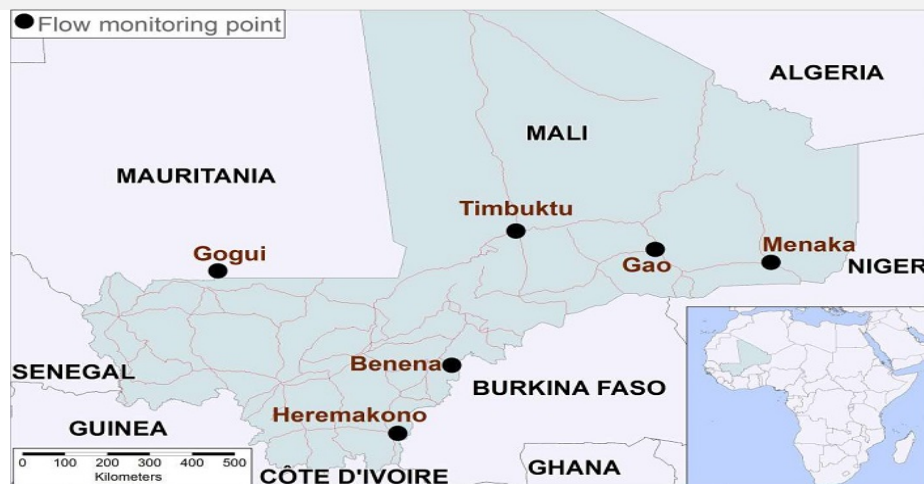 Flow monitoring point
ALGERIA
MALI
MAURITANIA
Timbuktu
Gogui
Gao
Menaka
NIGER
Benena
SENEGAL
BURKINA FASO
Heremakono
GUINEA
0 100 200 300 400 500
Kilometers
CÔTE D'IVOIRE
GHANA